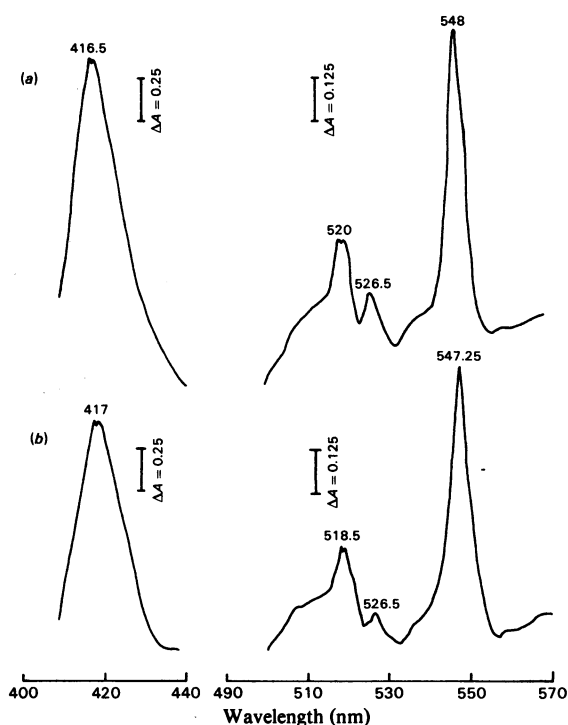 548
416.5
(a)
ΔA = 0.25
ΔA = 0.125
520
526.5
547.25
417
(b)
ΔA = 0.25
ΔA = 0.125
518.5
526.5
400 420 440 490 510 530 550 570
Wavelength (nm)